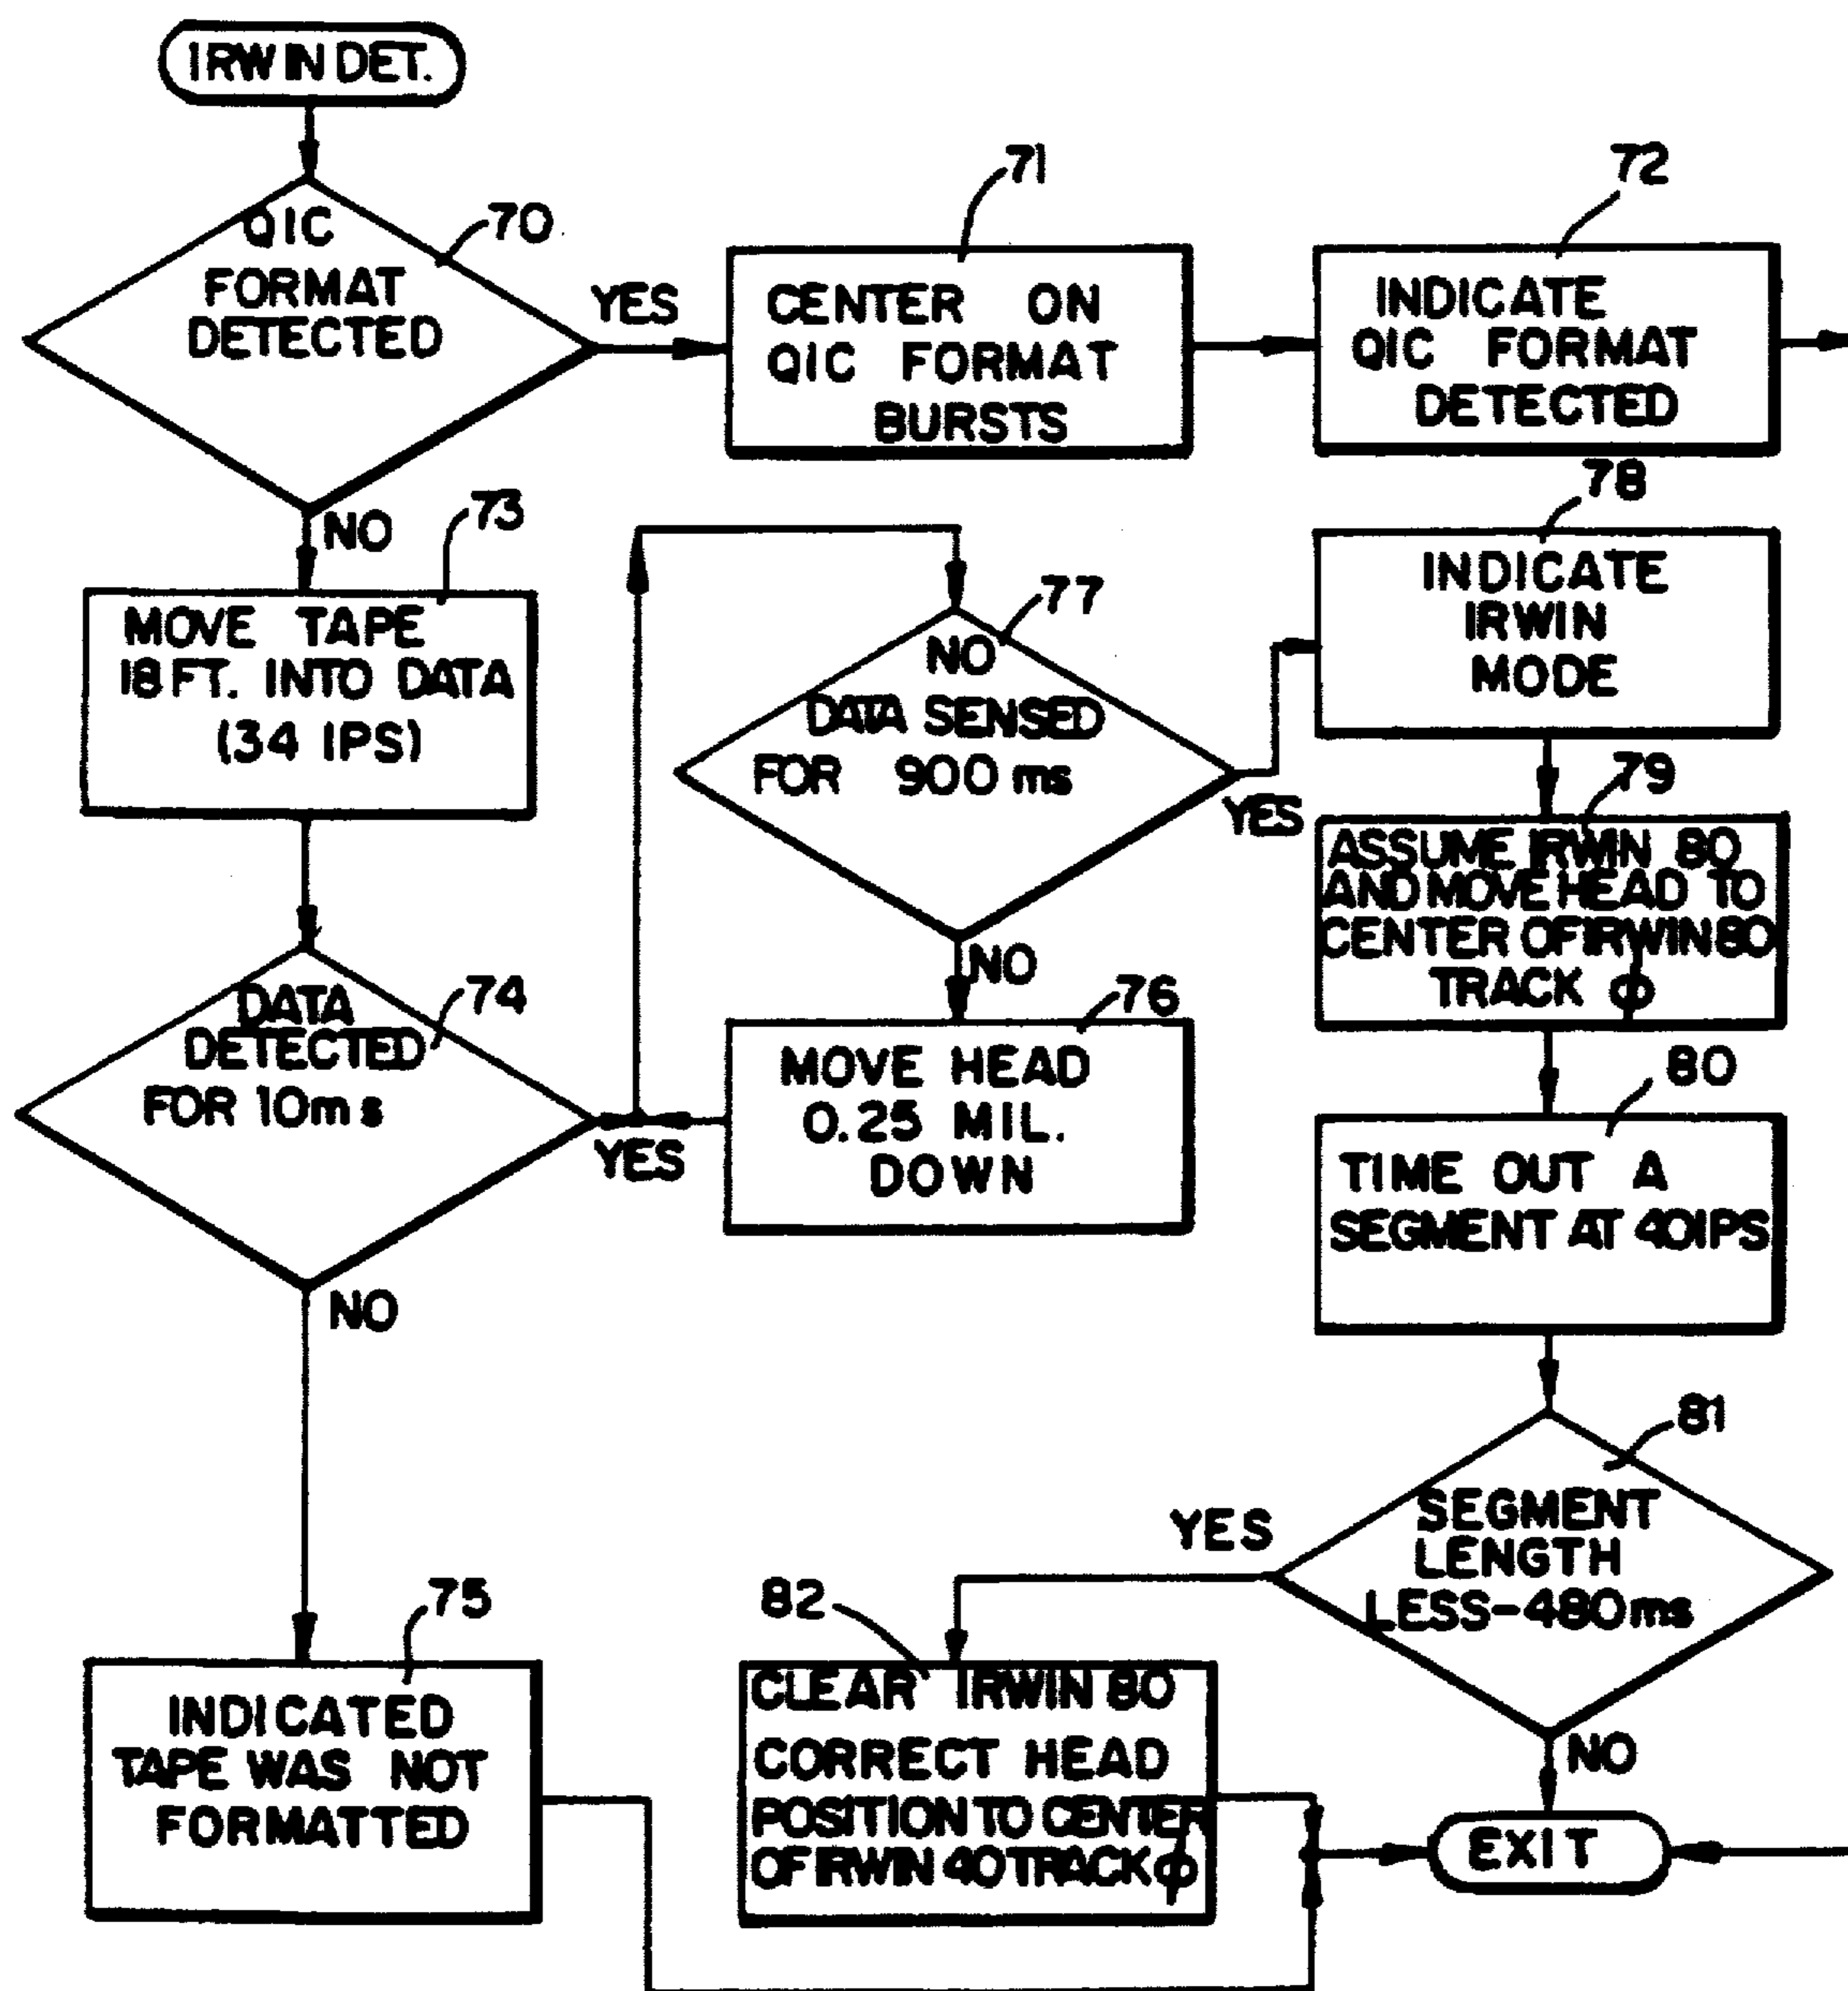 IRWIN DET.
70
QIC
FORMAT
DETECTED
YES
NO
71
CENTER ON
QIC FORMAT
BURSTS
72
INDICATE
QIC FORMAT
DETECTED
73
MOVE TAPE
18 FT. INTO DATA
(34 IPS)
74
DATA
DETECTED
FOR 10ms
YES
NO
75
INDICATED
TAPE WAS NOT
FORMATTED
77
NO
DATA SENSED
FOR 900 ms
YES
NO
76
MOVE HEAD
0.25 MIL.
DOWN
78
INDICATE
IRWIN
MODE
79
ASSUME IRWIN 80
AND MOVE HEAD TO
CENTER OF IRWIN 80
TRACK ϕ
80
TIME OUT A
SEGMENT AT 40IPS
81
SEGMENT
LENGTH
LESS-480ms
YES
NO
82
CLEAR IRWIN 80
CORRECT HEAD
POSITION TO CENTER
OF IRWIN 40 TRACK ϕ
EXIT